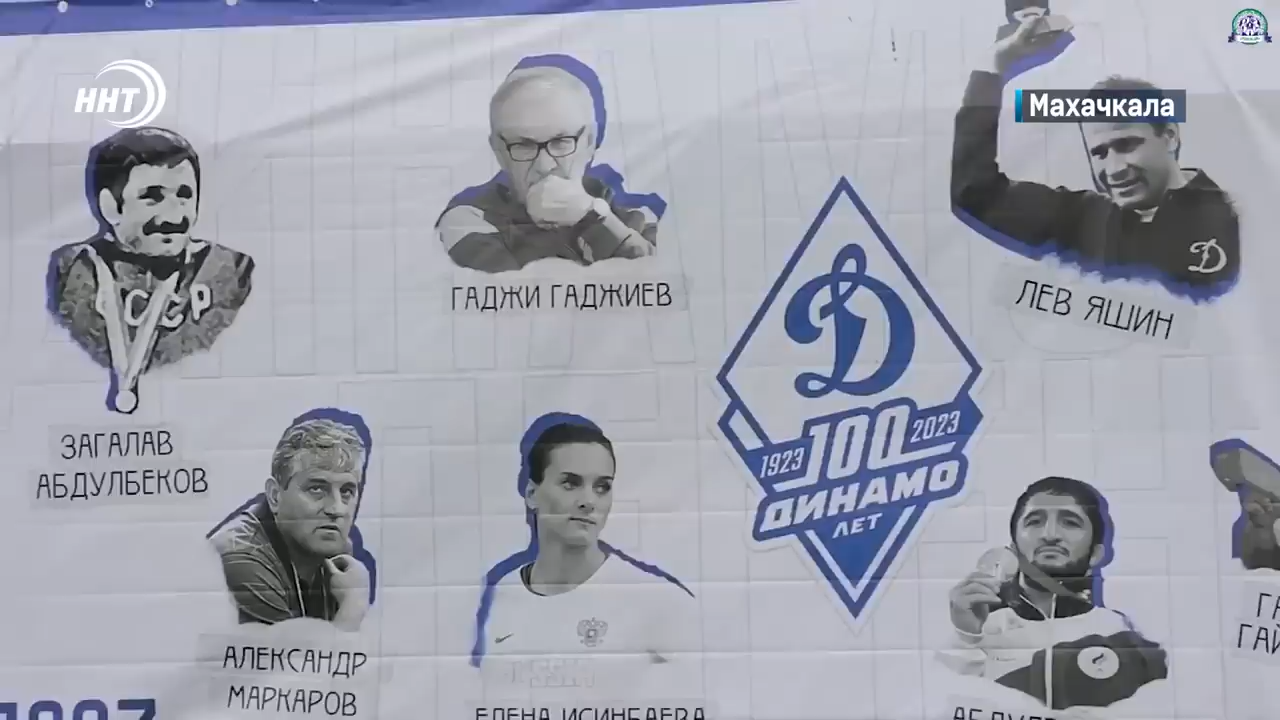 ННТ
Махачкала
СССР
ГАДЖИ ГАДЖИЕВ
ЛЕВ ЯШИН
ЗАГАЛАВ
АБДУЛБЕКОВ
Д
1923 100 2023
ДИНАМО
ЛЕТ
АЛЕКСАНДР
МАРКАРОВ
ЕЛЕНА ИСИНБАЕВА